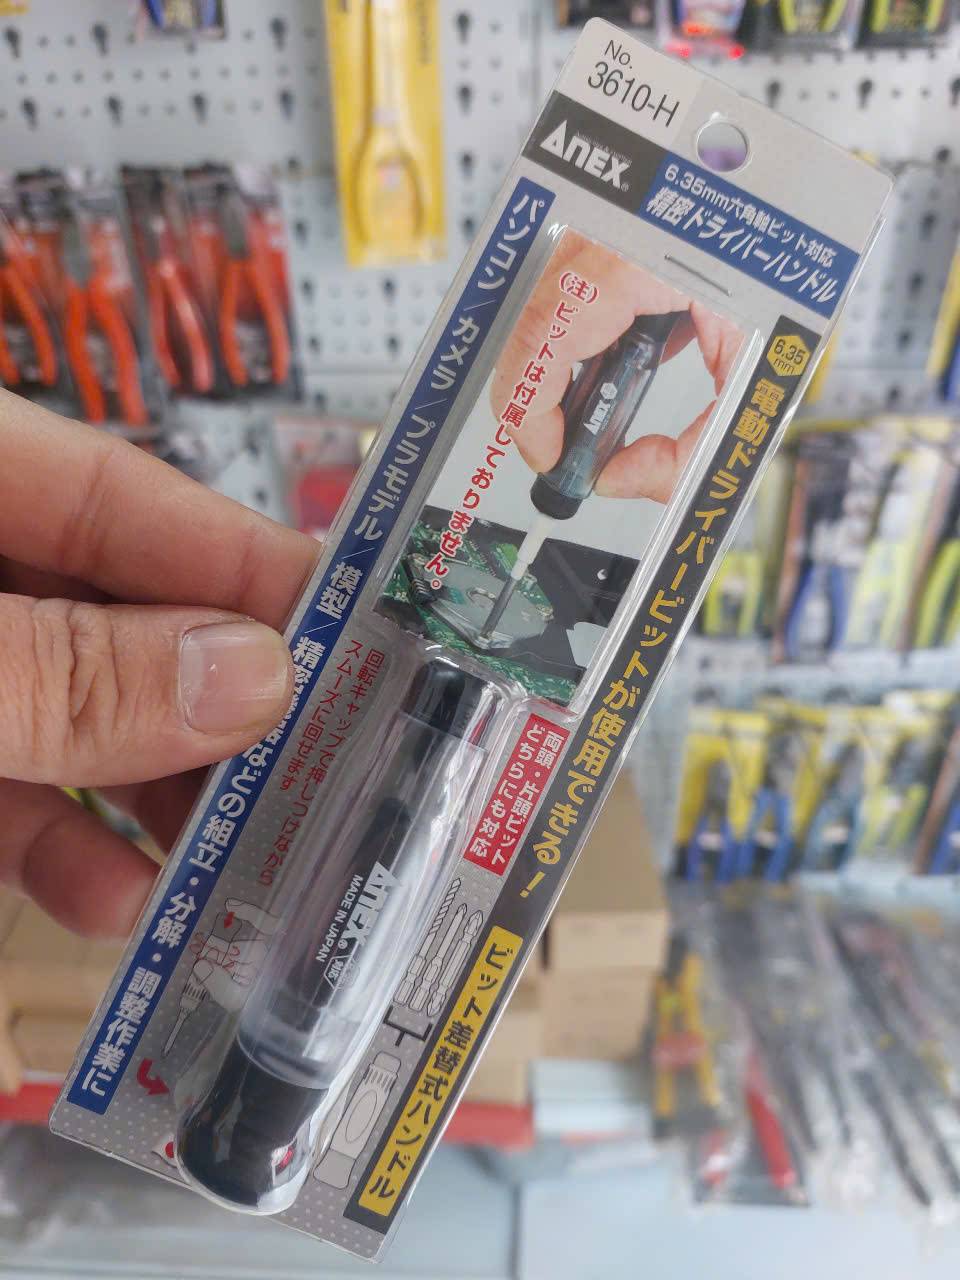 No.
3610-H
ANEX®
6.35mm六角軸ビット対応
精密ドライバーハンドル
パソコン/カメラ/プラモデル/模型/精密機器などの組立・分解・調整作業に
(注)ビットは付属しておりません。
6.35
mm
電動ドライバービットが使用できる!
回転キャップで押しつけながら
スムーズに回せます
両頭・片頭ビット
どちらにも対応
ANEX®
MADE IN JAPAN
ビット差替式ハンドル